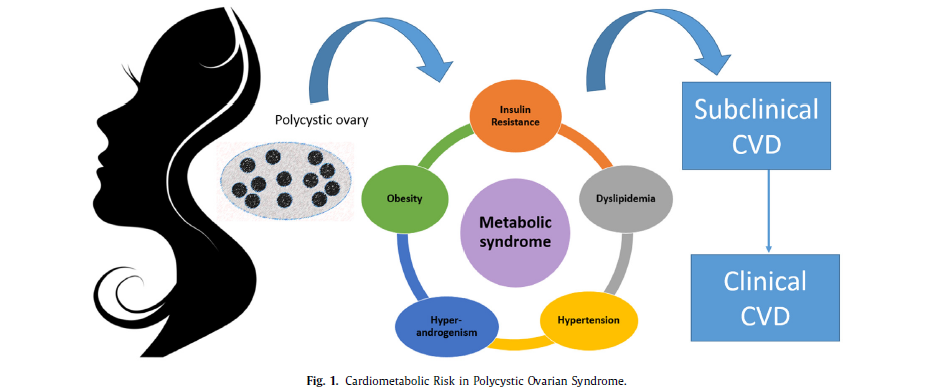 Polycystic ovary
Insulin
Resistance
Obesity
Dyslipidemia
Metabolic
syndrome
Hyper-
androgenism
Hypertension
Subclinical
CVD
Clinical
CVD
Fig. 1. Cardiometabolic Risk in Polycystic Ovarian Syndrome.